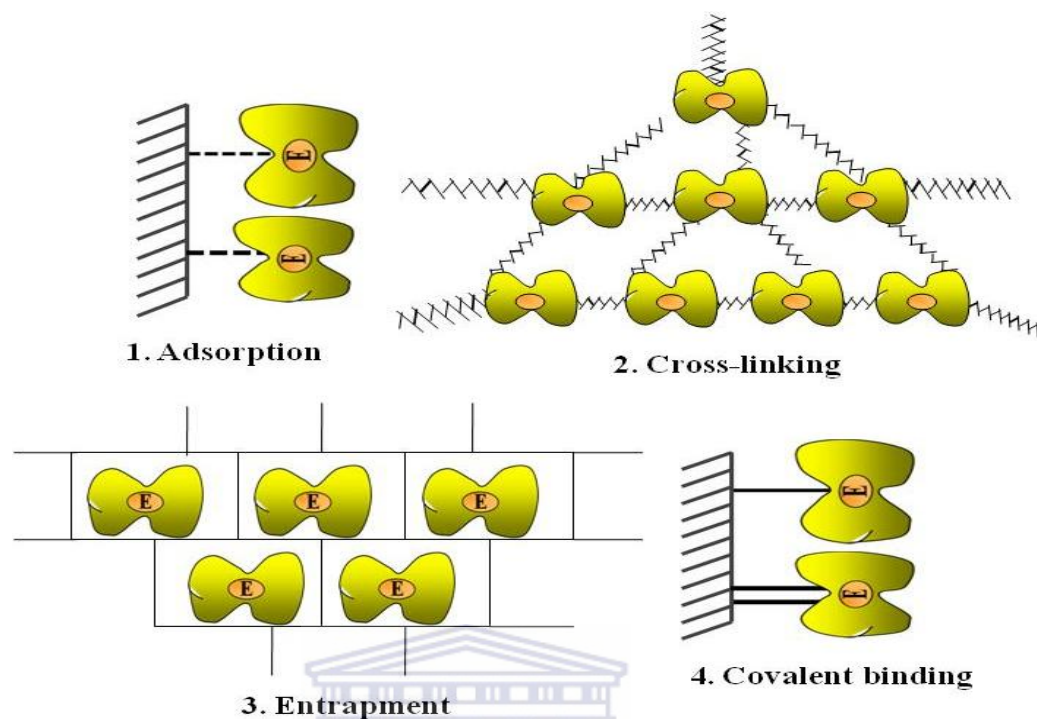 E
E
1. Adsorption
2. Cross-linking
E E E
E E
3. Entrapment
E
E
4. Covalent binding